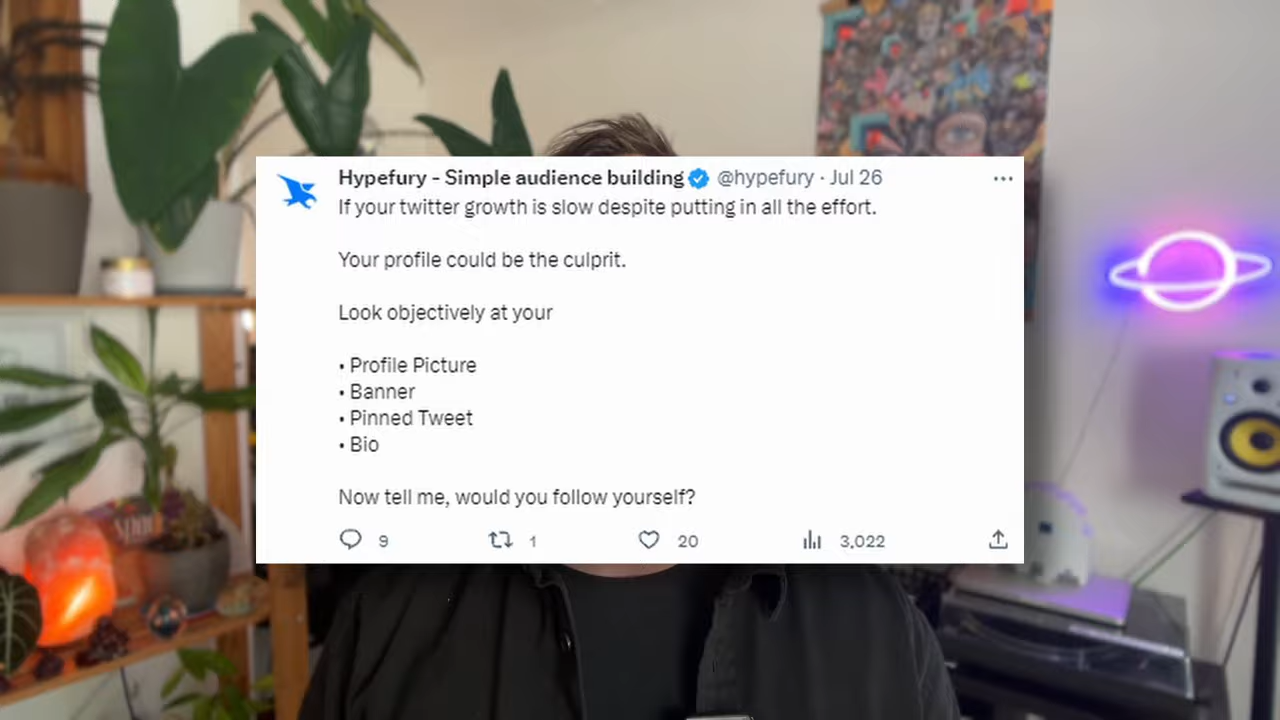 Hypefury - Simple audience building @hypefury · Jul 26
If your twitter growth is slow despite putting in all the effort.
Your profile could be the culprit.
Look objectively at your
• Profile Picture
• Banner
• Pinned Tweet
• Bio
Now tell me, would you follow yourself?
9 1 20 3,022